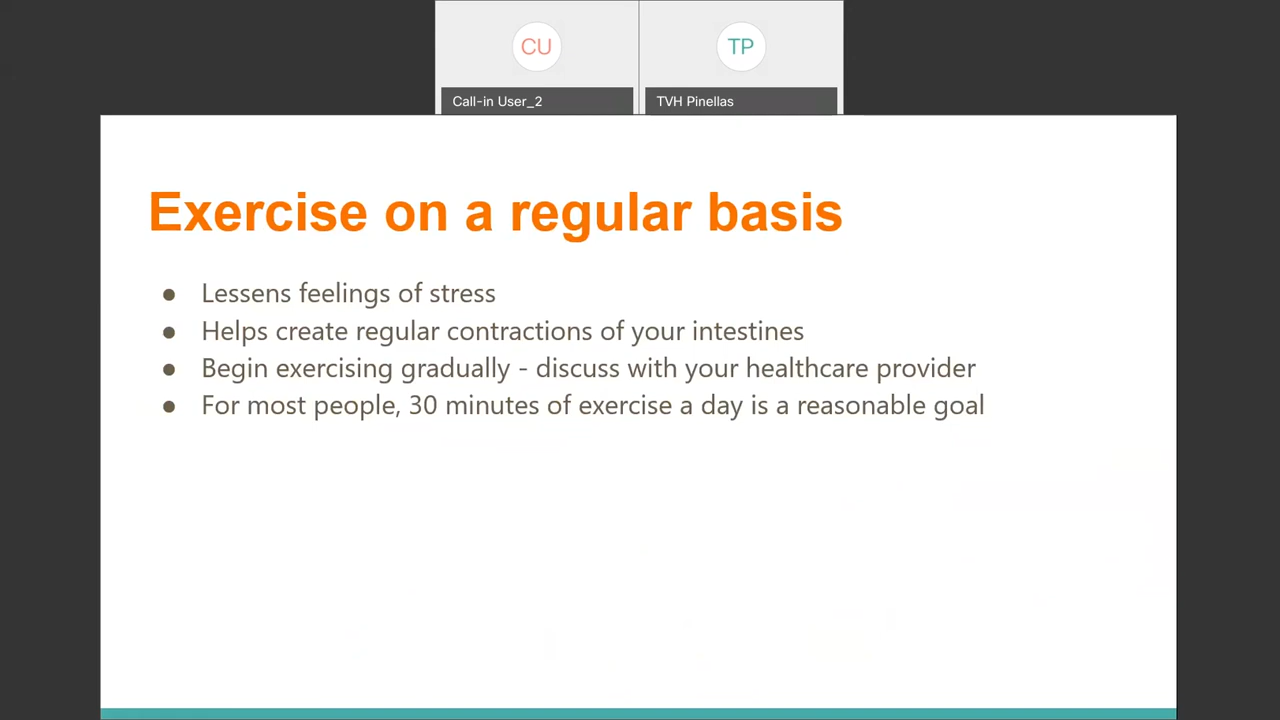 CU
TP
Call-in User_2
TVH Pinellas
Exercise on a regular basis
● Lessens feelings of stress
● Helps create regular contractions of your intestines
● Begin exercising gradually - discuss with your healthcare provider
● For most people, 30 minutes of exercise a day is a reasonable goal